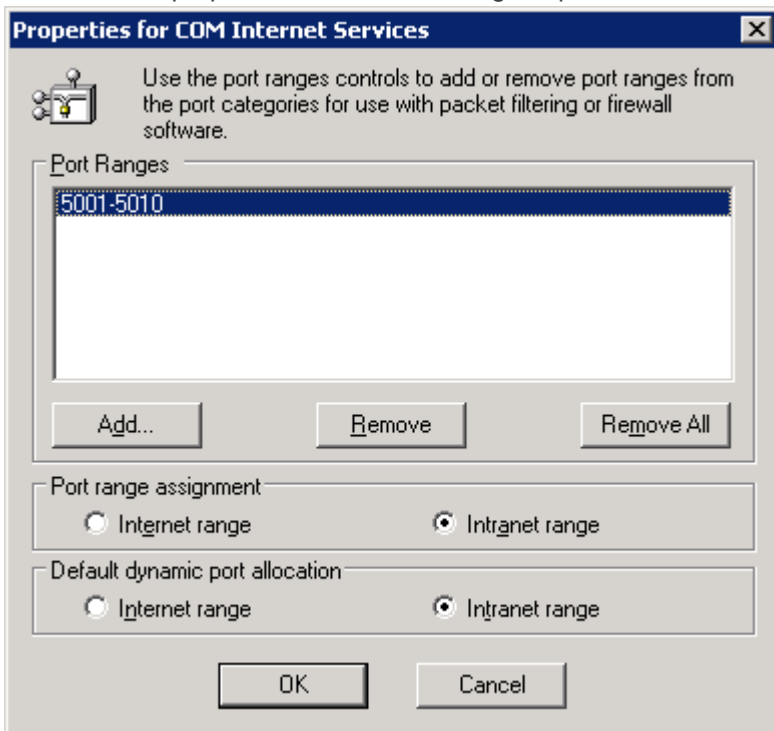 Properties for COM Internet Services
Use the port ranges controls to add or remove port ranges from
the port categories for use with packet filtering or firewall
software.
Port Ranges
5001-5010
Add...
Remove
Remove All
Port range assignment
Internet range
Intranet range
Default dynamic port allocation
Internet range
Intranet range
OK
Cancel